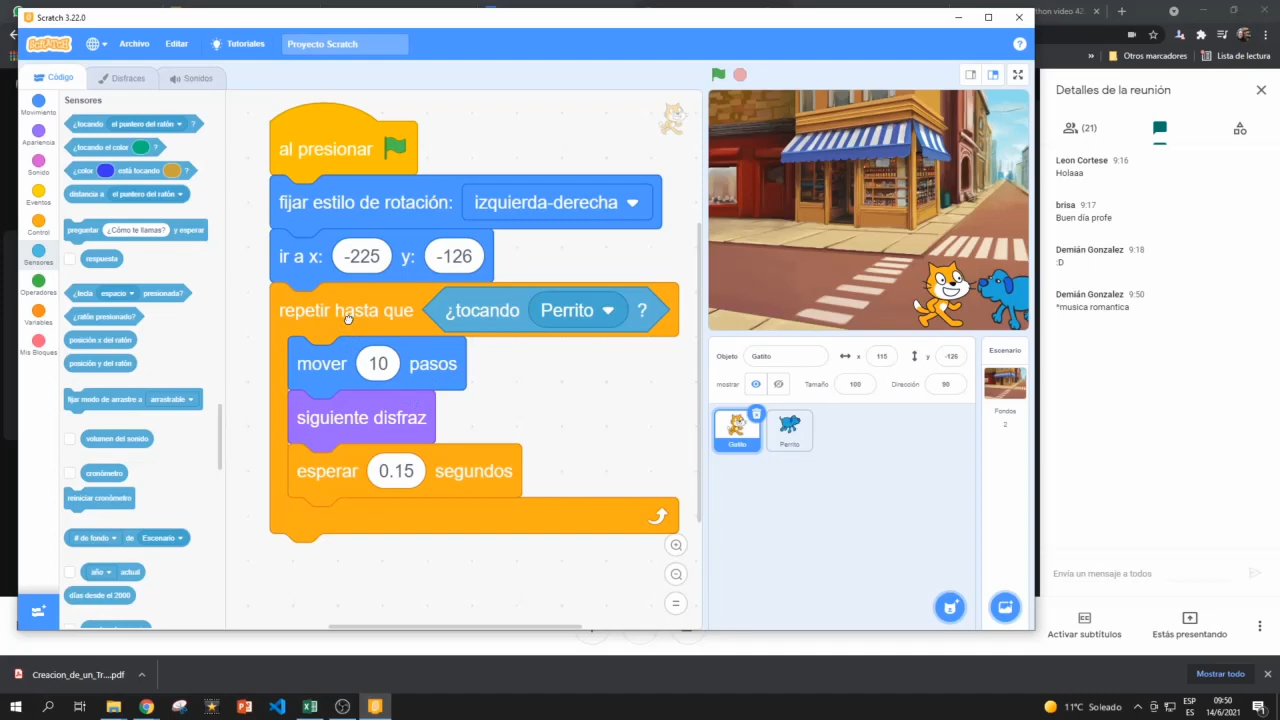 Scratch 3.22.0
SCRATCH
Archivo
Editar
Tutoriales
Proyecto Scratch
Código
Disfraces
Sonidos
Movimiento
Apariencia
Sonido
Eventos
Control
Sensores
Operadores
Variables
Mis Bloques
Sensores
¿tocando el puntero del ratón ?
¿tocando el color ?
¿color está tocando ?
distancia a el puntero del ratón
preguntar ¿Cómo te llamas? y esperar
respuesta
¿tecla espacio presionada?
¿ratón presionado?
posición x del ratón
posición y del ratón
fijar modo de arrastre a arrastrable
volumen del sonido
cronómetro
reiniciar cronómetro
# de fondo de Escenario
año actual
días desde el 2000
al presionar
fijar estilo de rotación: izquierda-derecha
ir a x: -225 y: -126
repetir hasta que ¿tocando Perrito ?
mover 10 pasos
siguiente disfraz
esperar 0.15 segundos
Objeto Gatito x 115 y -126
mostrar Tamaño 100 Dirección 90
Gatito
Perrito
Escenario
Fondos
2
ython video 42
Otros marcadores
Lista de lectura
Detalles de la reunión
(21)
Leon Cortese 9:16
Holaaa
brisa 9:17
Buen día profe
Demián Gonzalez 9:18
:D
Demián Gonzalez 9:50
*musica romantica
Envía un mensaje a todos
Activar subtítulos
Estás presentando
Creacion_de_un_Tr....pdf
Mostrar todo
11°C Soleado
ESP
ES
09:50
14/6/2021
1